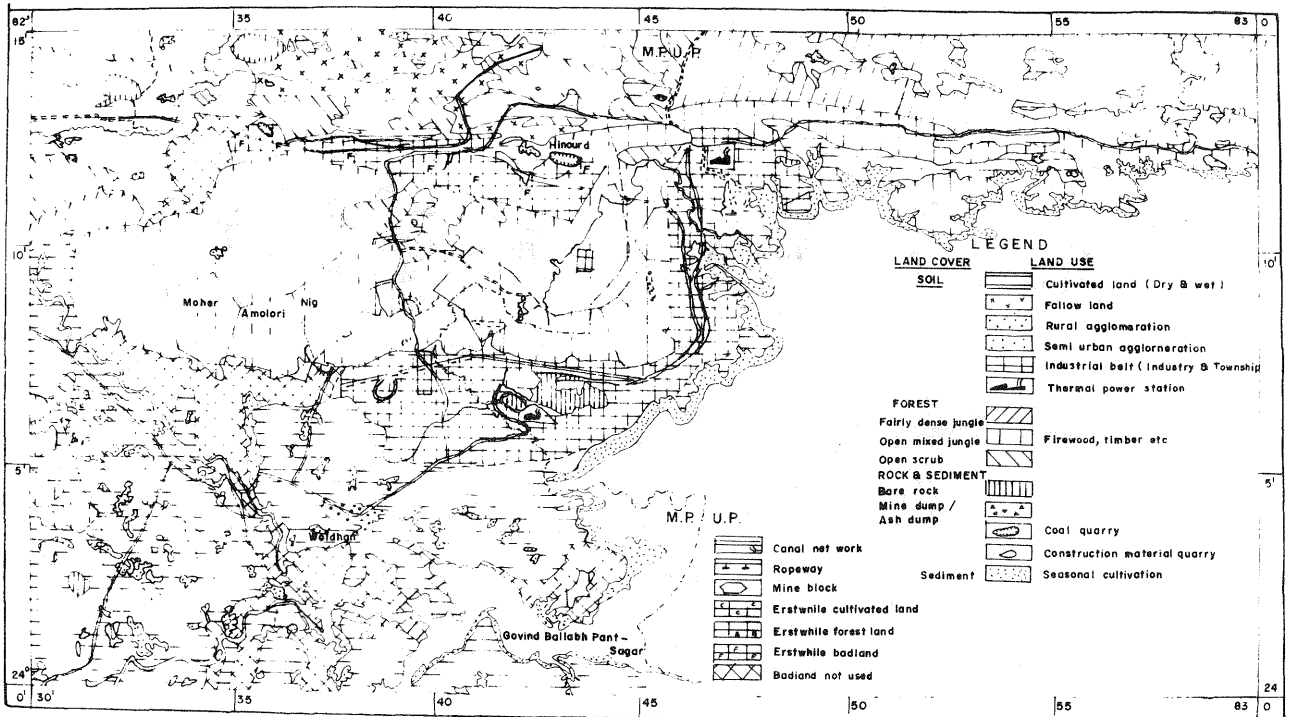 82°
35
40
45
50
55
83
0
15'
M.P.
U.P.
Hinourd
F
F
F
F
F
F
F
10'
10'
Moher
Amolori
Nig
3
5'
5'
Waidhan
M.P.
U.P.
Govind Ballabh Pant-
Sagar
LEGEND
LAND COVER
LAND USE
SOIL
Cultivated land (Dry & wet)
Fallow land
Rural agglomeration
Semi urban agglomeration
Industrial belt (Industry & Township
Thermal power station
FOREST
Fairly dense jungle
Open mixed jungle
Firewood, timber etc
Open scrub
ROCK & SEDIMENT
Bare rock
Mine dump /
Ash dump
Coal quarry
Construction material quarry
Sediment
Seasonal cultivation
Canal net work
Ropeway
Mine block
Erstwnile cultivated land
Erstwhile forest land
Erstwhile badland
Badland not used
24°
0'
30'
35
40
45
50
55
83
0
24